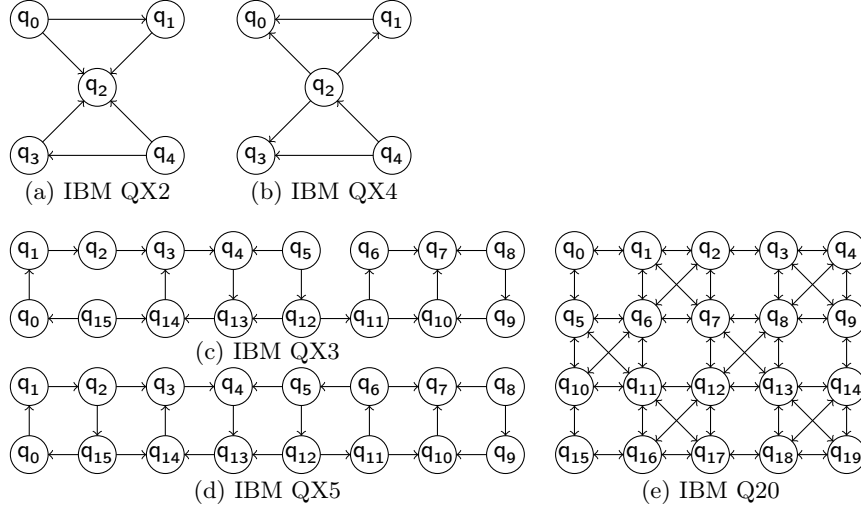 q0 q1
q2
q3 q4
(a) IBM QX2
q0 q1
q2
q3 q4
(b) IBM QX4
q1 q2 q3 q4 q5 q6 q7 q8
q0 q15 q14 q13 q12 q11 q10 q9
(c) IBM QX3
q1 q2 q3 q4 q5 q6 q7 q8
q0 q15 q14 q13 q12 q11 q10 q9
(d) IBM QX5
q0 q1 q2 q3 q4
q5 q6 q7 q8 q9
q10 q11 q12 q13 q14
q15 q16 q17 q18 q19
(e) IBM Q20